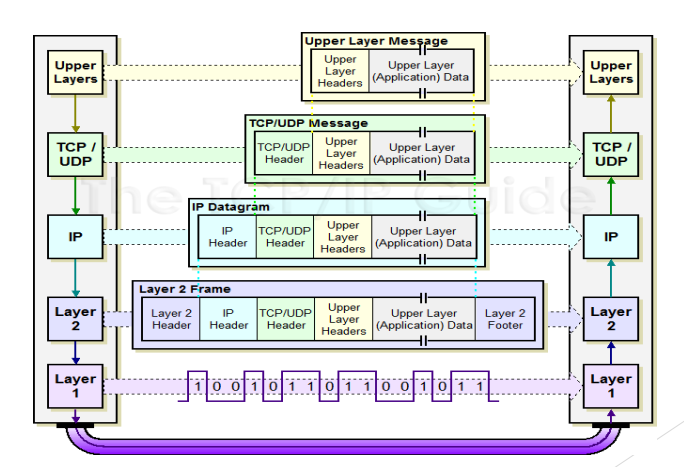 Upper Layer Message
Upper
Layers
Upper
Layer
Headers
Upper Layer
(Application) Data
Upper
Layers
TCP/UDP Message
TCP /
UDP
TCP/UDP
Header
Upper
Layer
Headers
Upper Layer
(Application) Data
TCP /
UDP
The TCP/IP Guide
IP Datagram
IP
IP
Header
TCP/UDP
Header
Upper
Layer
Headers
Upper Layer
(Application) Data
IP
Layer 2 Frame
Layer
2
Layer 2
Header
IP
Header
TCP/UDP
Header
Upper
Layer
Headers
Upper Layer
(Application) Data
Layer 2
Footer
Layer
2
Layer
1
1 0 0 1 0 1 1 0 1 1 0 0 1 0 1 1
Layer
1